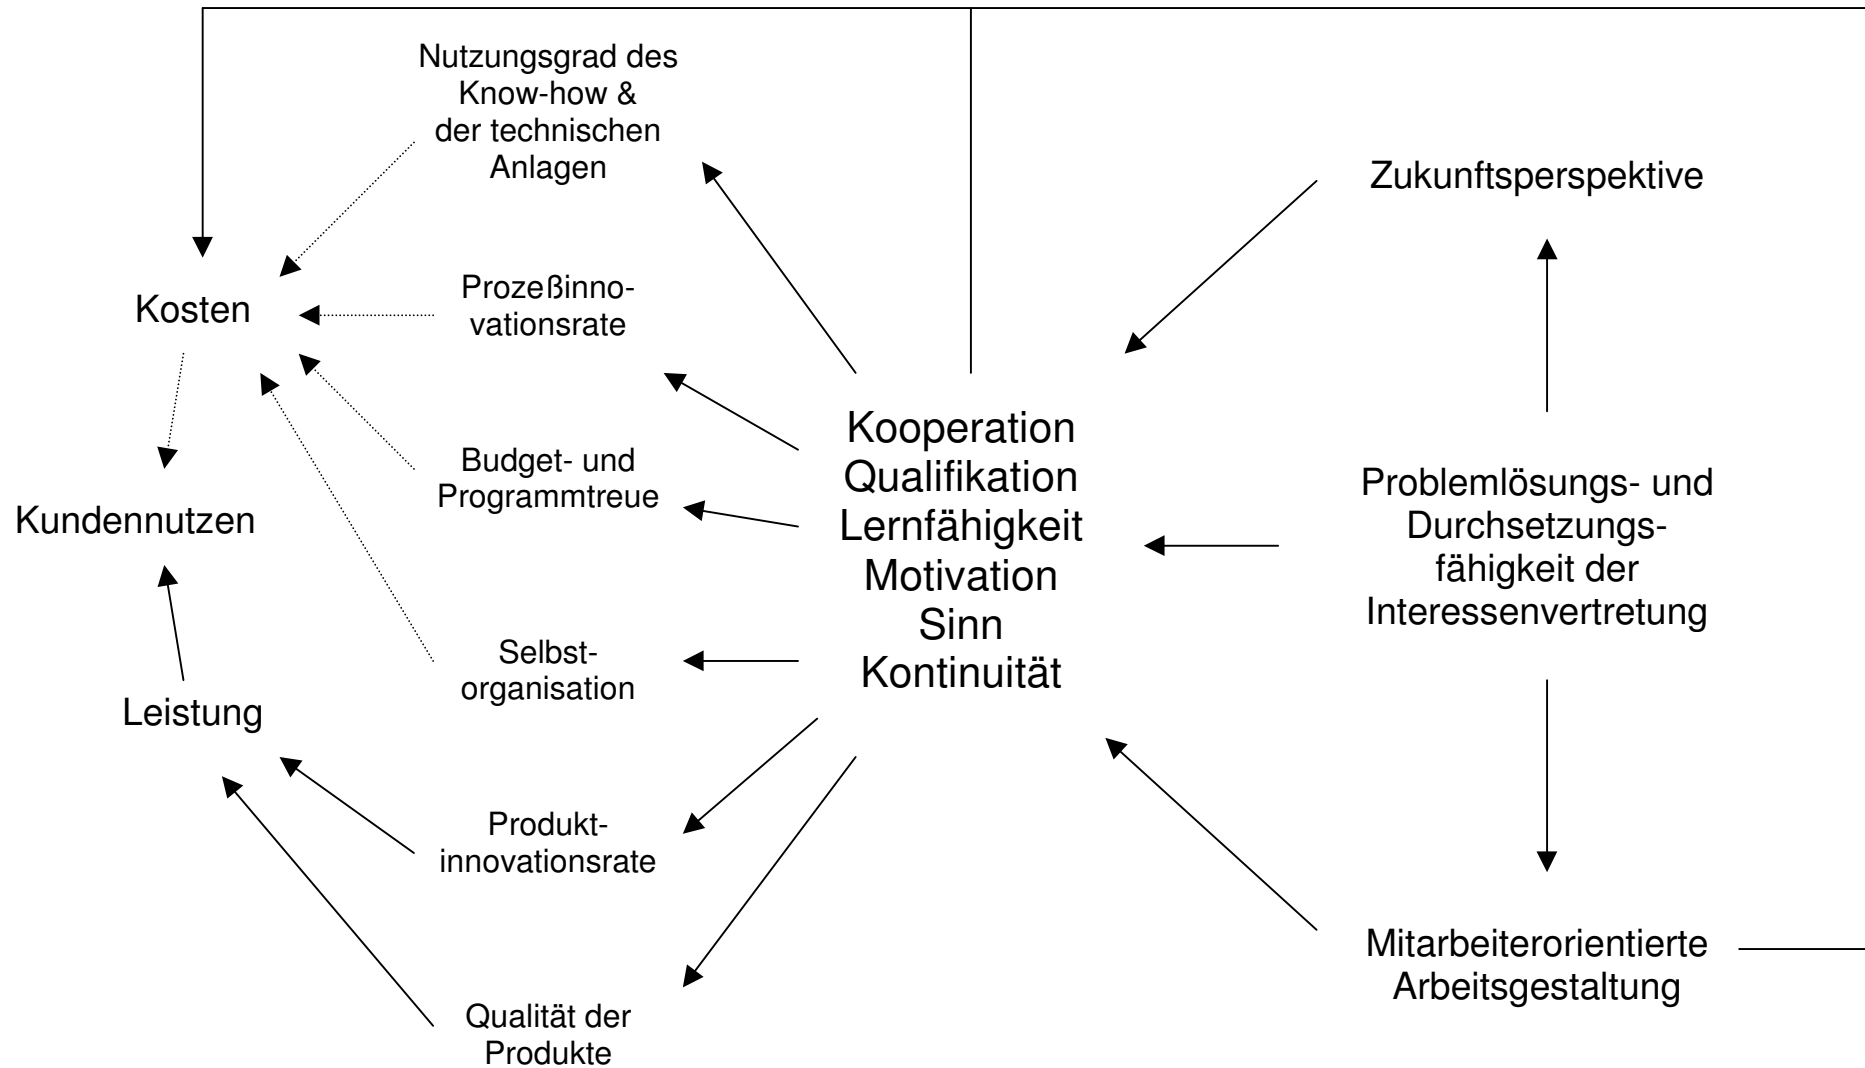 Nutzungsgrad des
Know-how &
der technischen
Anlagen
Zukunftsperspektive
Kosten
Prozeßinno-
vationsrate
Kooperation
Qualifikation
Lernfähigkeit
Motivation
Sinn
Kontinuität
Budget- und
Programmtreue
Kundennutzen
Problemlösungs- und
Durchsetzungs-
fähigkeit der
Interessenvertretung
Selbst-
organisation
Leistung
Produkt-
innovationsrate
Mitarbeiterorientierte
Arbeitsgestaltung
Qualität der
Produkte